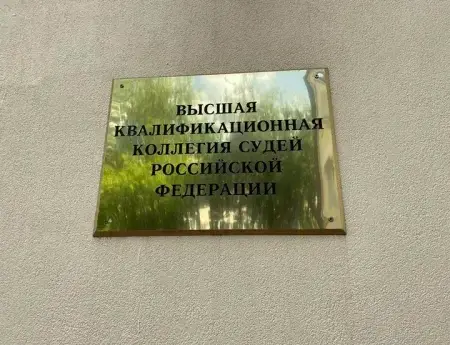 ВЫСШАЯ
КВАЛИФИКАЦИОННАЯ
КОЛЛЕГИЯ СУДЕЙ
РОССИЙСКОЙ
ФЕДЕРАЦИИ